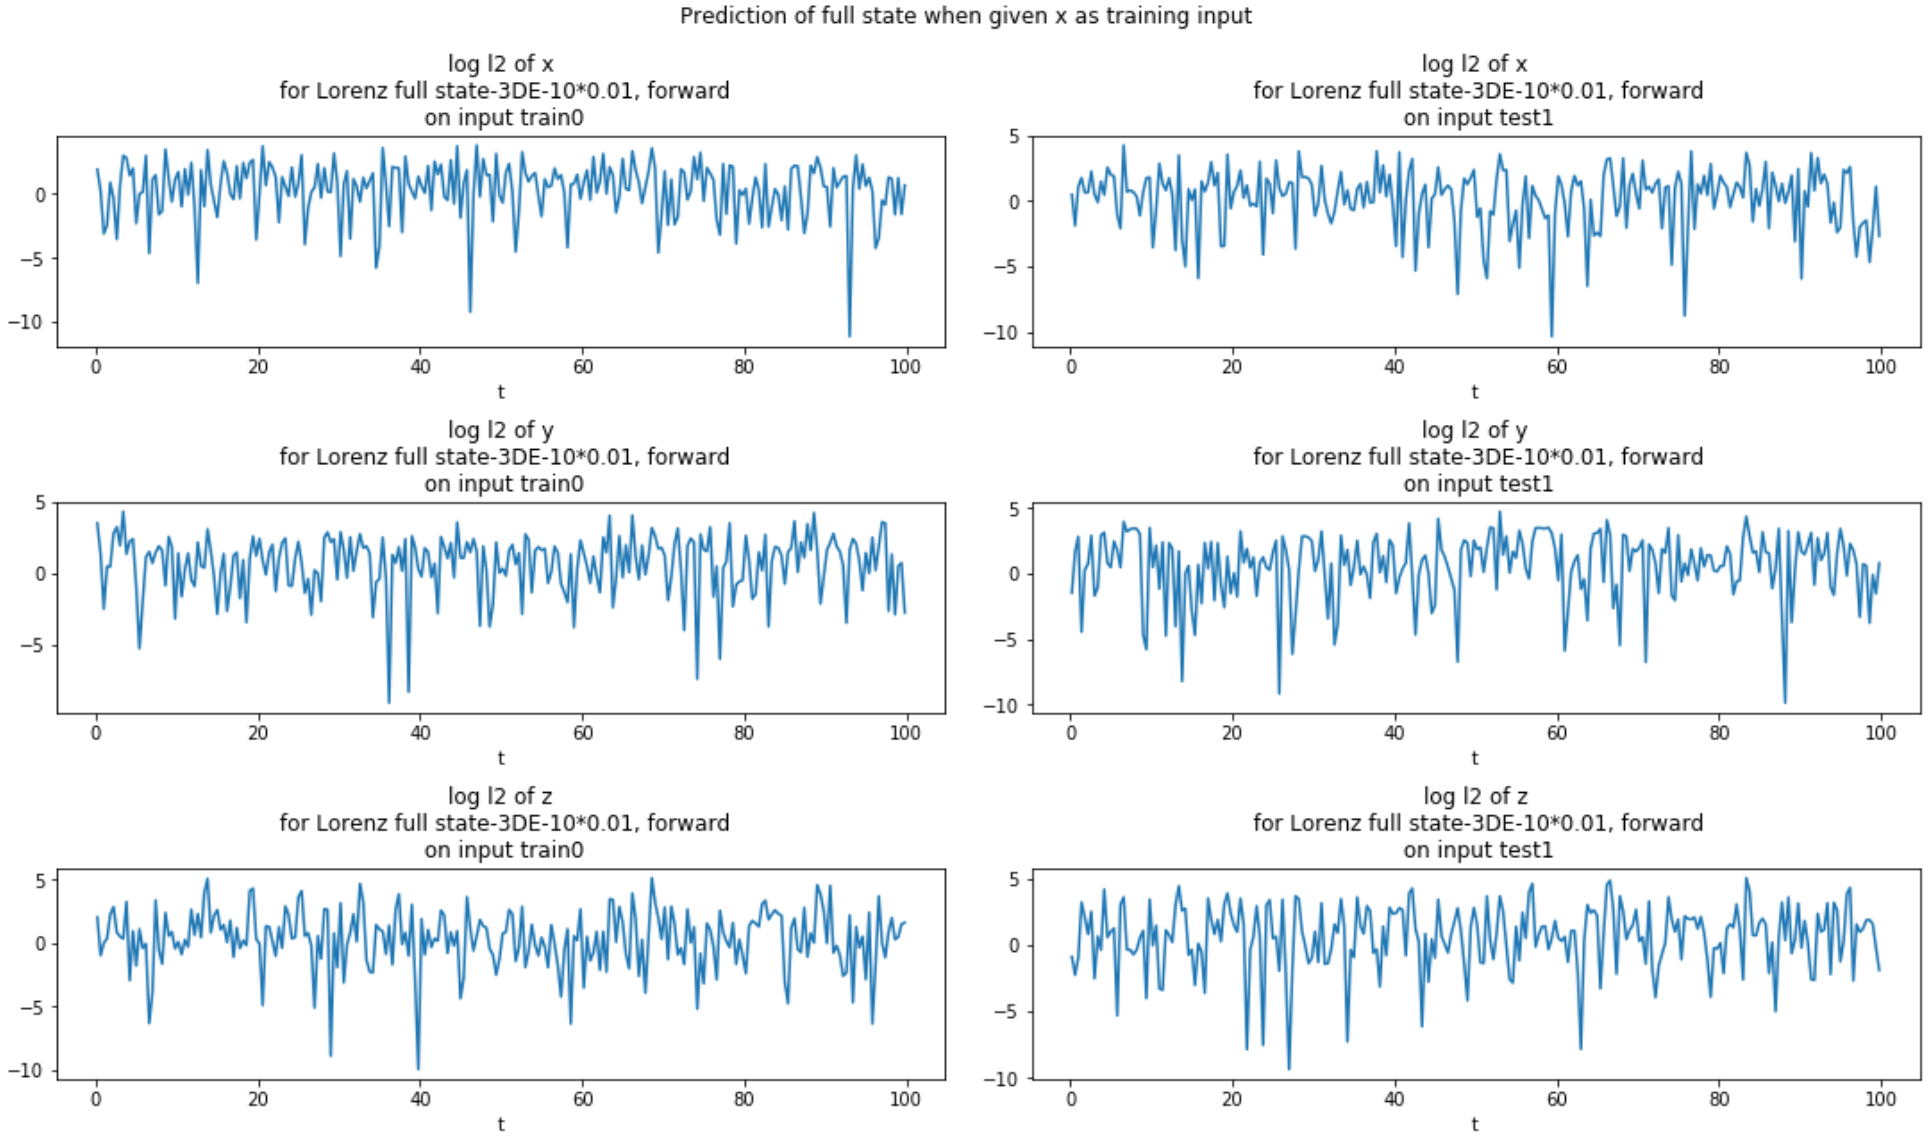 Prediction of full state when given x as training input
log l2 of x
for Lorenz full state-3DE-10*0.01, forward
on input train0
0
−5
−10
0 20 40 60 80 100
t
log l2 of x
for Lorenz full state-3DE-10*0.01, forward
on input test1
5
0
−5
−10
0 20 40 60 80 100
t
log l2 of y
for Lorenz full state-3DE-10*0.01, forward
on input train0
5
0
−5
0 20 40 60 80 100
t
log l2 of y
for Lorenz full state-3DE-10*0.01, forward
on input test1
5
0
−5
−10
0 20 40 60 80 100
t
log l2 of z
for Lorenz full state-3DE-10*0.01, forward
on input train0
5
0
−5
−10
0 20 40 60 80 100
t
log l2 of z
for Lorenz full state-3DE-10*0.01, forward
on input test1
5
0
−5
−10
0 20 40 60 80 100
t